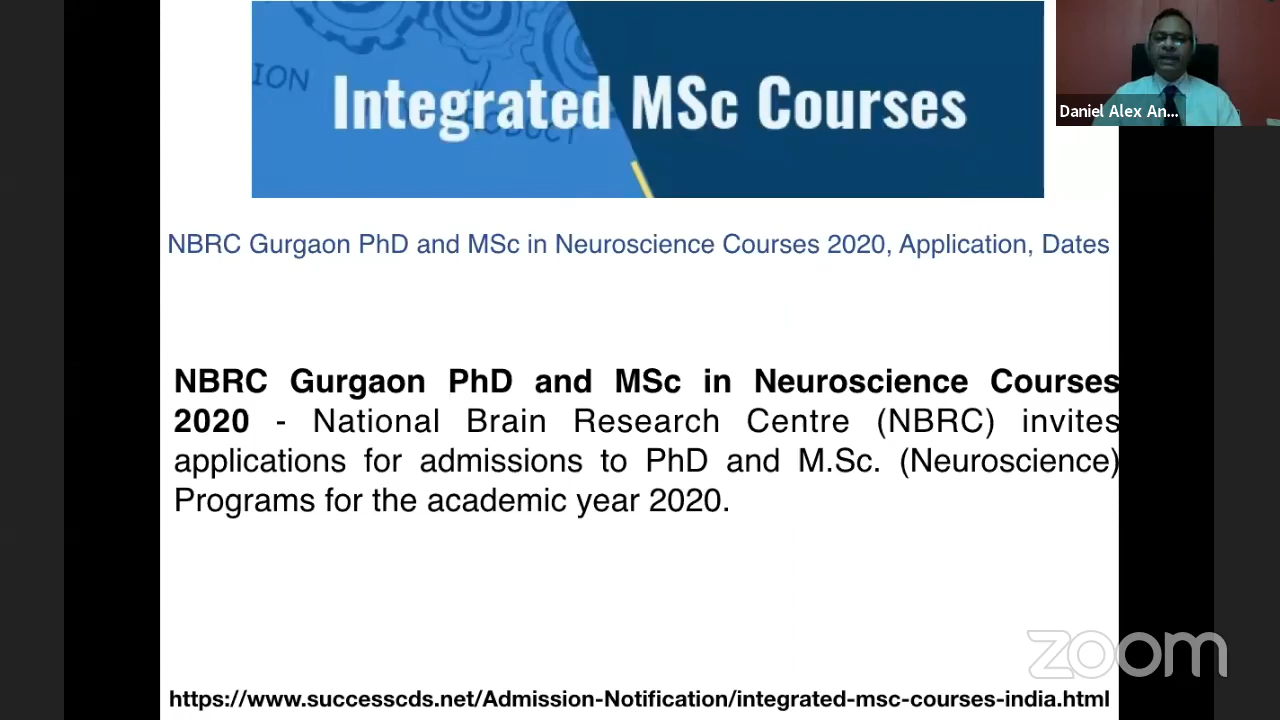 ION
Integrated MSc Courses
Daniel Alex An...
NBRC Gurgaon PhD and MSc in Neuroscience Courses 2020, Application, Dates
NBRC Gurgaon PhD and MSc in Neuroscience Courses
2020 - National Brain Research Centre (NBRC) invites
applications for admissions to PhD and M.Sc. (Neuroscience)
Programs for the academic year 2020.
zoom
https://www.successcds.net/Admission-Notification/integrated-msc-courses-india.html